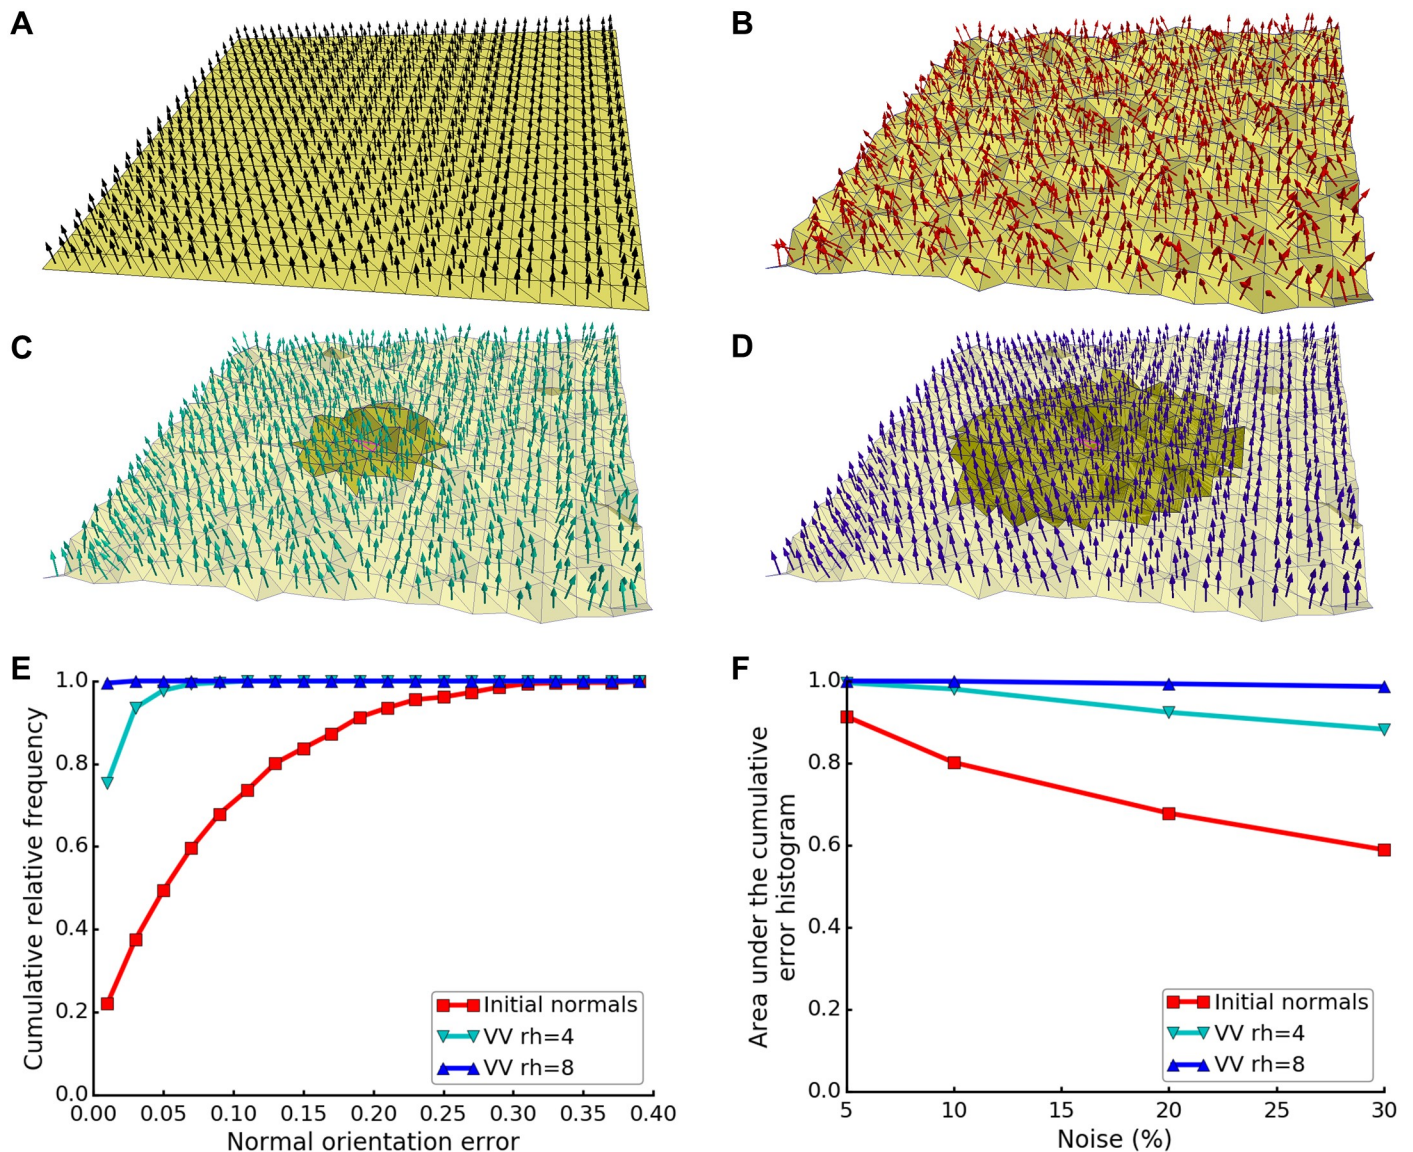 A
B
C
D
E
1.0
0.8
0.6
0.4
0.2
0.0
Cumulative relative frequency
0.00 0.05 0.10 0.15 0.20 0.25 0.30 0.35 0.40
Normal orientation error
Initial normals
VV rh=4
VV rh=8
F
1.0
0.8
0.6
0.4
0.2
0.0
Area under the cumulative
error histogram
5 10 15 20 25 30
Noise (%)
Initial normals
VV rh=4
VV rh=8